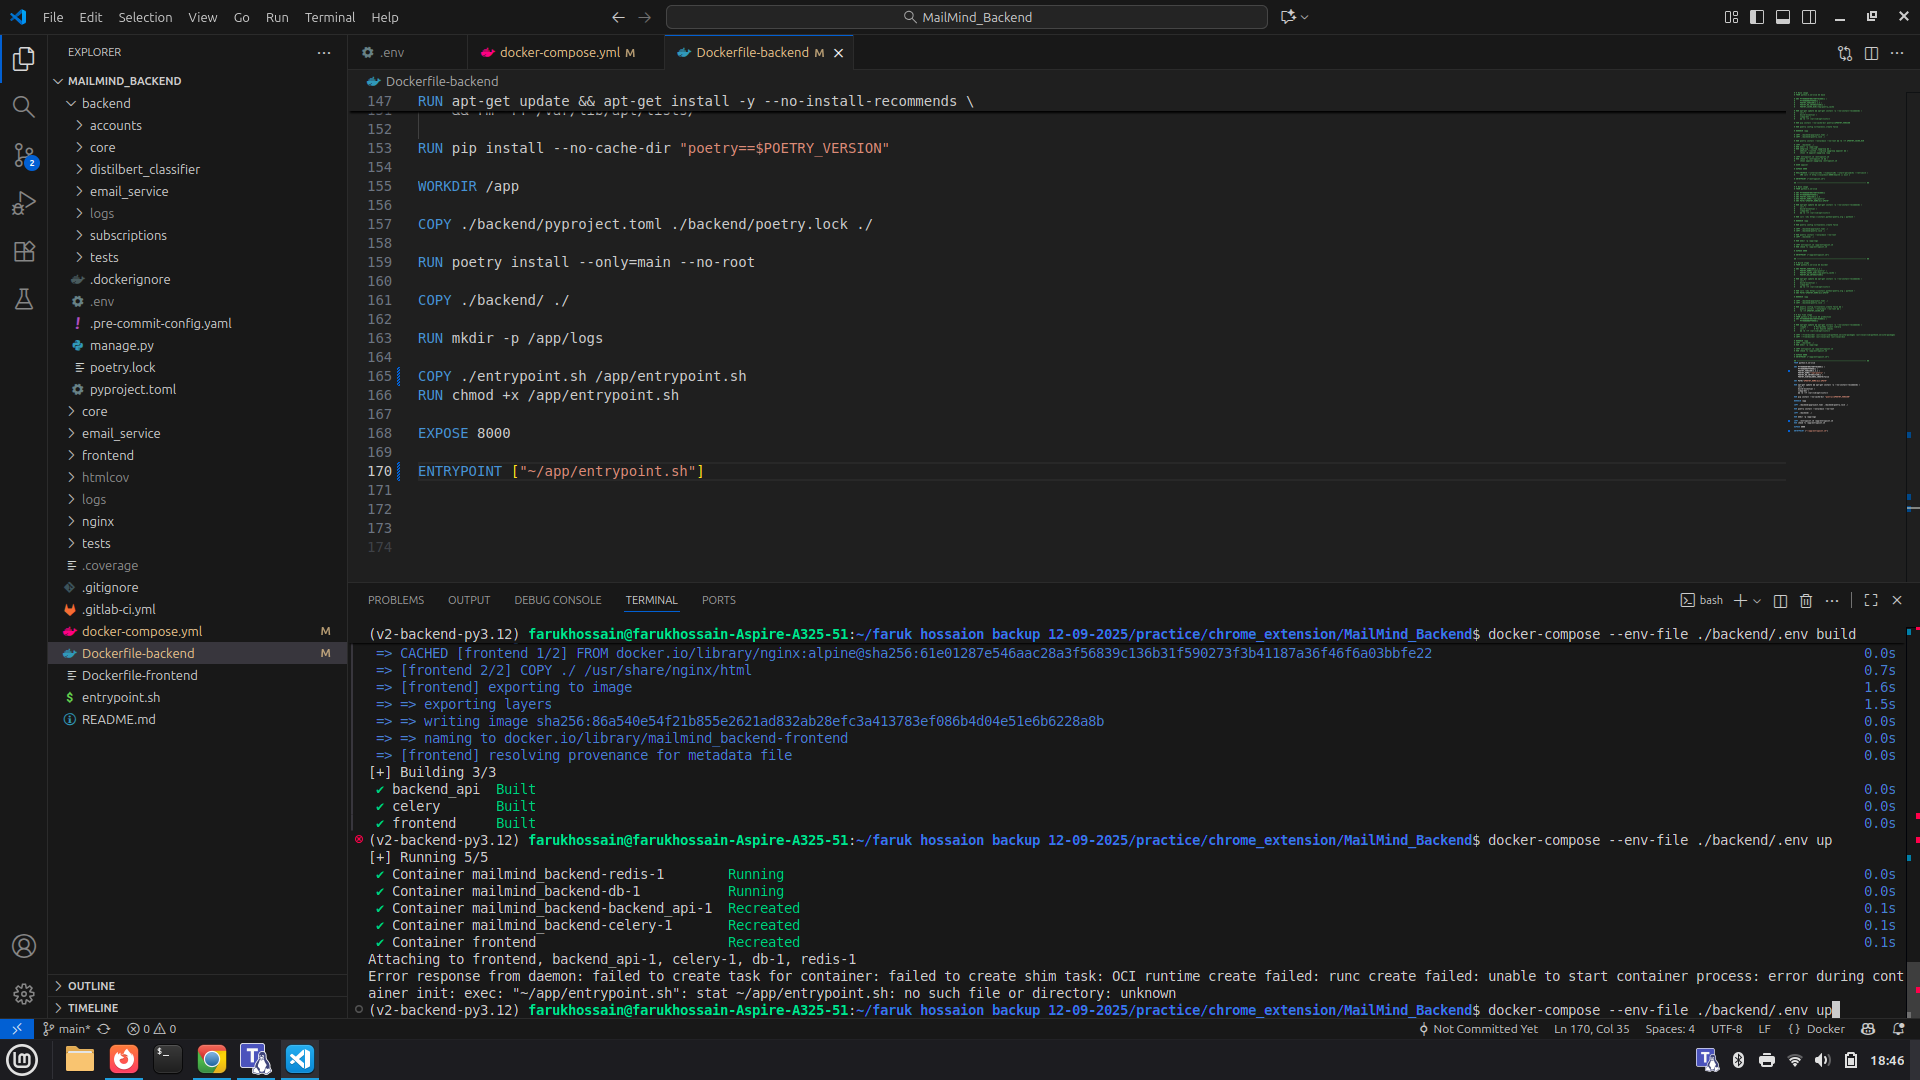 File Edit Selection View Go Run Terminal Help
MailMind_Backend
EXPLORER
MAILMIND_BACKEND
backend
accounts
core
distilbert_classifier
email_service
logs
subscriptions
tests
.dockerignore
.env
.pre-commit-config.yaml
manage.py
poetry.lock
pyproject.toml
core
email_service
frontend
htmlcov
logs
nginx
tests
.coverage
.gitignore
.gitlab-ci.yml
docker-compose.yml M
Dockerfile-backend M
Dockerfile-frontend
entrypoint.sh
README.md
OUTLINE
TIMELINE
2
.env
docker-compose.yml M
Dockerfile-backend M
Dockerfile-backend
147 RUN apt-get update && apt-get install -y --no-install-recommends \
152
153 RUN pip install --no-cache-dir "poetry==$POETRY_VERSION"
154
155 WORKDIR /app
156
157 COPY ./backend/pyproject.toml ./backend/poetry.lock ./
158
159 RUN poetry install --only=main --no-root
160
161 COPY ./backend/ ./
162
163 RUN mkdir -p /app/logs
164
165 COPY ./entrypoint.sh /app/entrypoint.sh
166 RUN chmod +x /app/entrypoint.sh
167
168 EXPOSE 8000
169
170 ENTRYPOINT ["~/app/entrypoint.sh"]
171
172
173
174
PROBLEMS OUTPUT DEBUG CONSOLE TERMINAL PORTS
bash
(v2-backend-py3.12) farukhossain@farukhossain-Aspire-A325-51:~/faruk hossaion backup 12-09-2025/practice/chrome_extension/MailMind_Backend$ docker-compose --env-file ./backend/.env build
=> CACHED [frontend 1/2] FROM docker.io/library/nginx:alpine@sha256:61e01287e546aac28a3f56839c136b31f590273f3b41187a36f46f6a03bbfe22 0.0s
=> [frontend 2/2] COPY ./ /usr/share/nginx/html 0.7s
=> [frontend] exporting to image 1.6s
=> => exporting layers 1.5s
=> => writing image sha256:86a540e54f21b855e2621ad832ab28efc3a413783ef086b4d04e51e6b6228a8b 0.0s
=> => naming to docker.io/library/mailmind_backend-frontend 0.0s
=> [frontend] resolving provenance for metadata file 0.0s
[+] Building 3/3
✔ backend_api Built 0.0s
✔ celery Built 0.0s
✔ frontend Built 0.0s
(v2-backend-py3.12) farukhossain@farukhossain-Aspire-A325-51:~/faruk hossaion backup 12-09-2025/practice/chrome_extension/MailMind_Backend$ docker-compose --env-file ./backend/.env up
[+] Running 5/5
✔ Container mailmind_backend-redis-1 Running 0.0s
✔ Container mailmind_backend-db-1 Running 0.0s
✔ Container mailmind_backend-backend_api-1 Recreated 0.1s
✔ Container mailmind_backend-celery-1 Recreated 0.1s
✔ Container frontend Recreated 0.1s
Attaching to frontend, backend_api-1, celery-1, db-1, redis-1
Error response from daemon: failed to create task for container: failed to create shim task: OCI runtime create failed: runc create failed: unable to start container process: error during cont
ainer init: exec: "~/app/entrypoint.sh": stat ~/app/entrypoint.sh: no such file or directory: unknown
(v2-backend-py3.12) farukhossain@farukhossain-Aspire-A325-51:~/faruk hossaion backup 12-09-2025/practice/chrome_extension/MailMind_Backend$ docker-compose --env-file ./backend/.env up
main* 0 0 Not Committed Yet Ln 170, Col 35 Spaces: 4 UTF-8 LF {} Docker
18:46